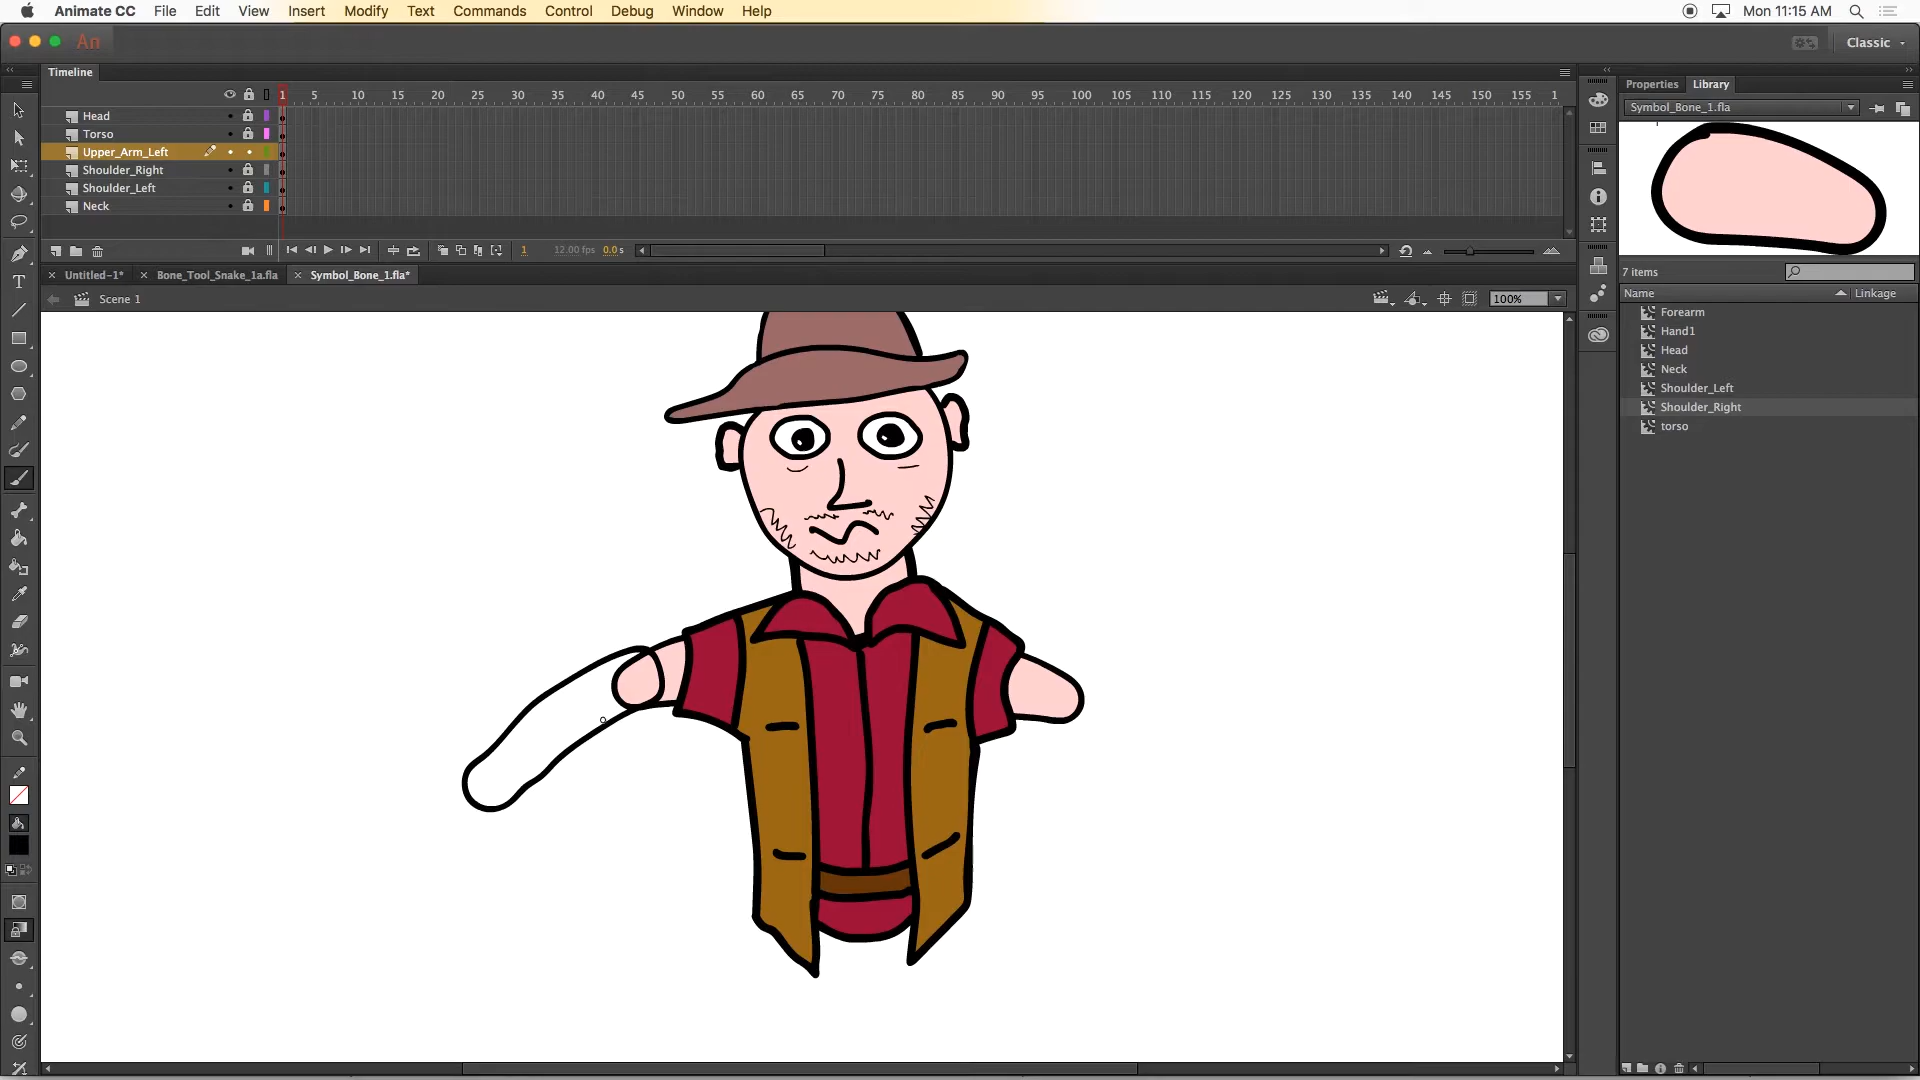 Animate CC File Edit View Insert Modify Text Commands Control Debug Window Help Mon 11:15 AM
An Classic
Timeline
1 5 10 15 20 25 30 35 40 45 50 55 60 65 70 75 80 85 90 95 100 105 110 115 120 125 130 135 140 145 150 155 1
Head
Torso
Upper_Arm_Left
Shoulder_Right
Shoulder_Left
Neck
1 12.00 fps 0.0 s
Untitled-1* Bone_Tool_Snake_1a.fla Symbol_Bone_1.fla*
Scene 1 100%
Properties Library
Symbol_Bone_1.fla
7 items
Name Linkage
Forearm
Hand1
Head
Neck
Shoulder_Left
Shoulder_Right
torso